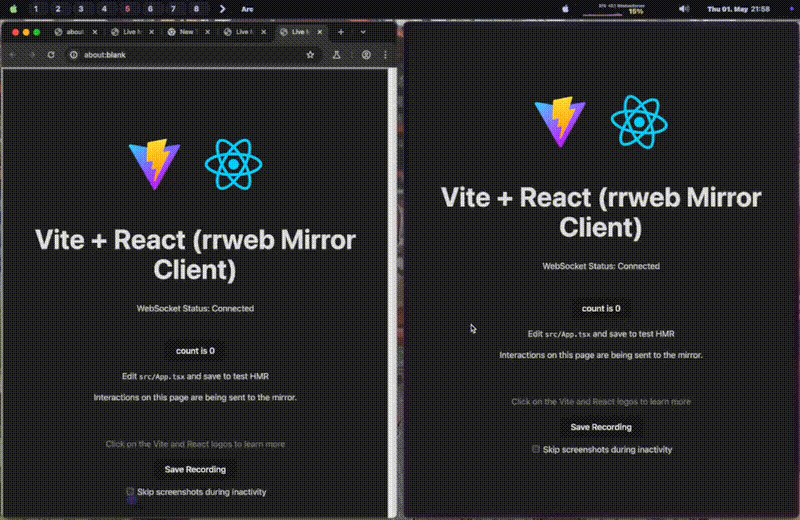 1 2 3 4 5 6 7 8 Arc
15%
Thu 01. May 21:58
about
Live M
New
Live M
Live M
about:blank
Vite + React (rrweb Mirror
Client)
WebSocket Status: Connected
count is 0
Edit src/App.tsx and save to test HMR
Interactions on this page are being sent to the mirror.
Click on the Vite and React logos to learn more
Save Recording
Skip screenshots during inactivity
Vite + React (rrweb Mirror
Client)
WebSocket Status: Connected
count is 0
Edit src/App.tsx and save to test HMR
Interactions on this page are being sent to the mirror.
Click on the Vite and React logos to learn more
Save Recording
Skip screenshots during inactivity